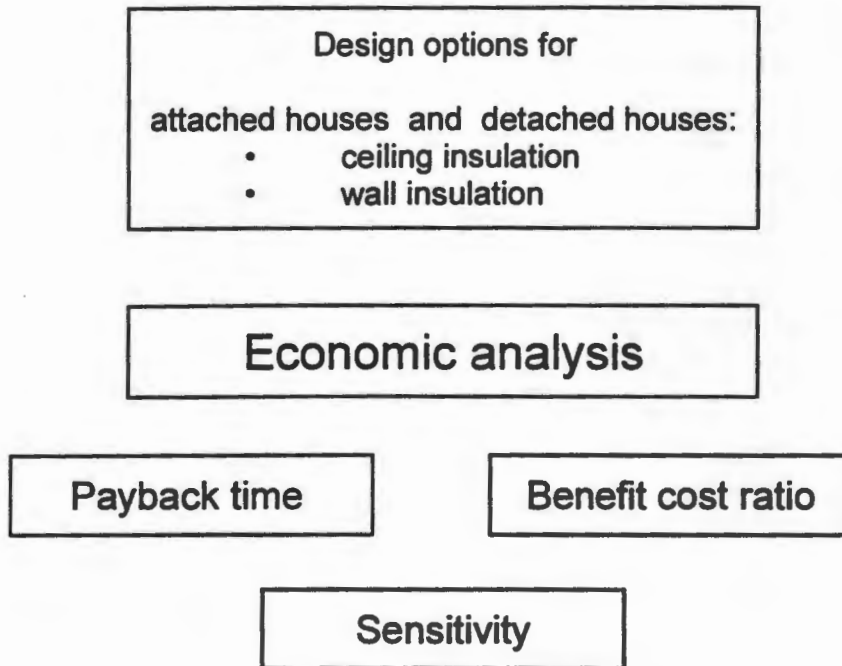 Design options for
attached houses and detached houses:
• ceiling insulation
• wall insulation
Economic analysis
Payback time
Benefit cost ratio
Sensitivity